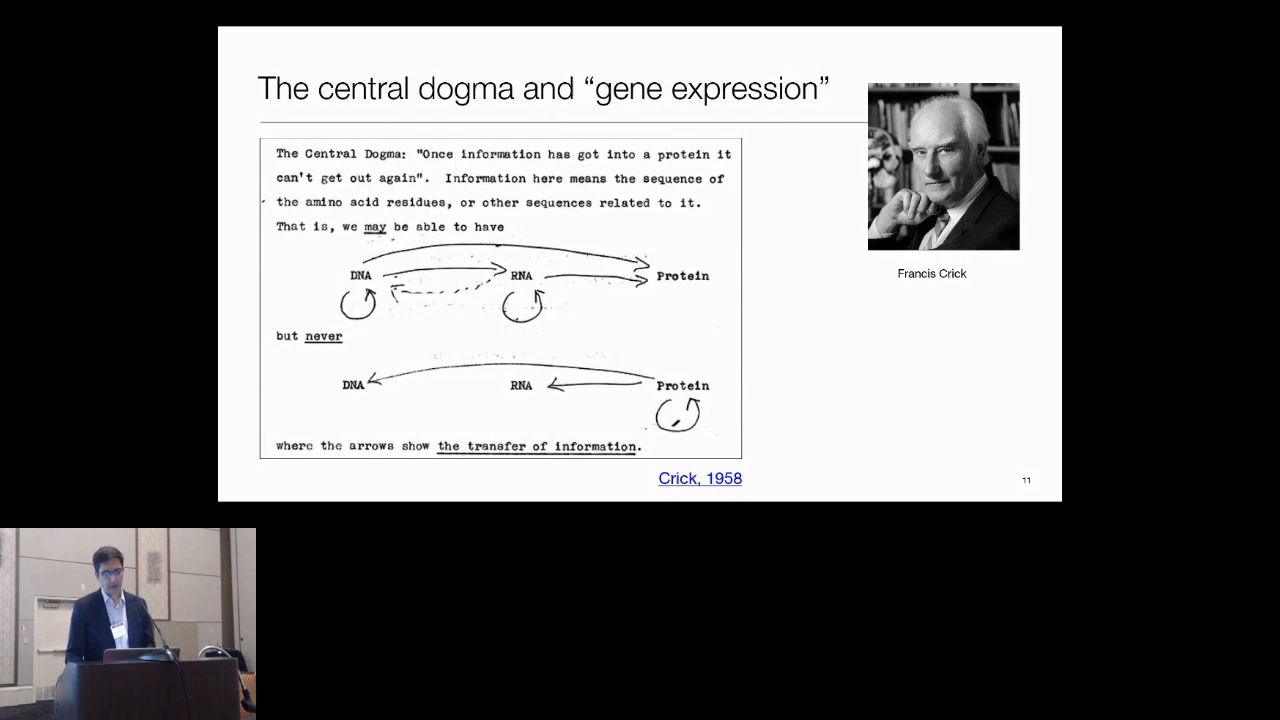 The central dogma and “gene expression”
The Central Dogma: "Once information has got into a protein it
can't get out again". Information here means the sequence of
the amino acid residues, or other sequences related to it.
That is, we may be able to have
DNA RNA Protein
but never
DNA RNA Protein
where the arrows show the transfer of information.
Crick, 1958
Francis Crick
11